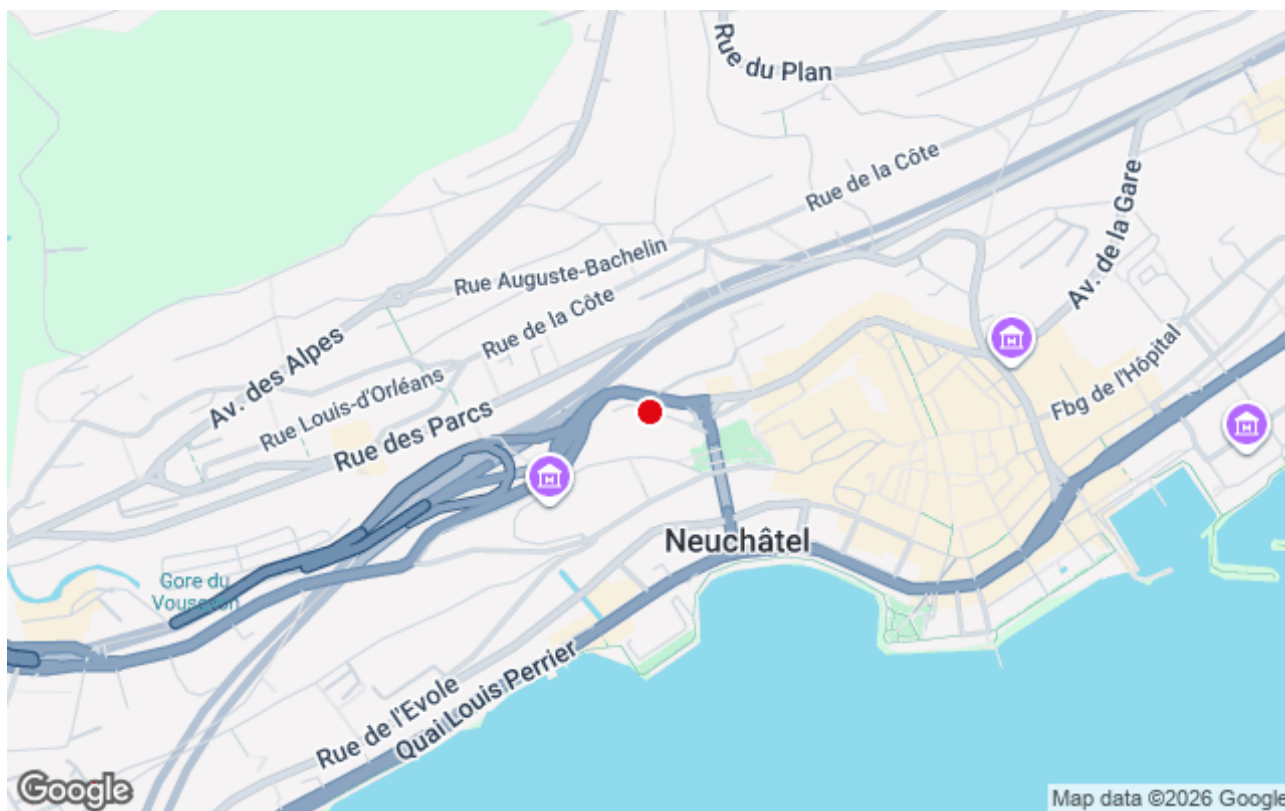 Rue du Plan
Rue de la Côte
Av. de la Gare
Rue Auguste-Bachelin
Rue de la Côte
Av. des Alpes
Rue Louis-d'Orléans
Fbg de l'Hôpital
Rue des Parcs
Neuchâtel
Gore du
Vouseyon
Rue de l'Evole
Quai Louis Perrier
Google
Map data ©2026 Google